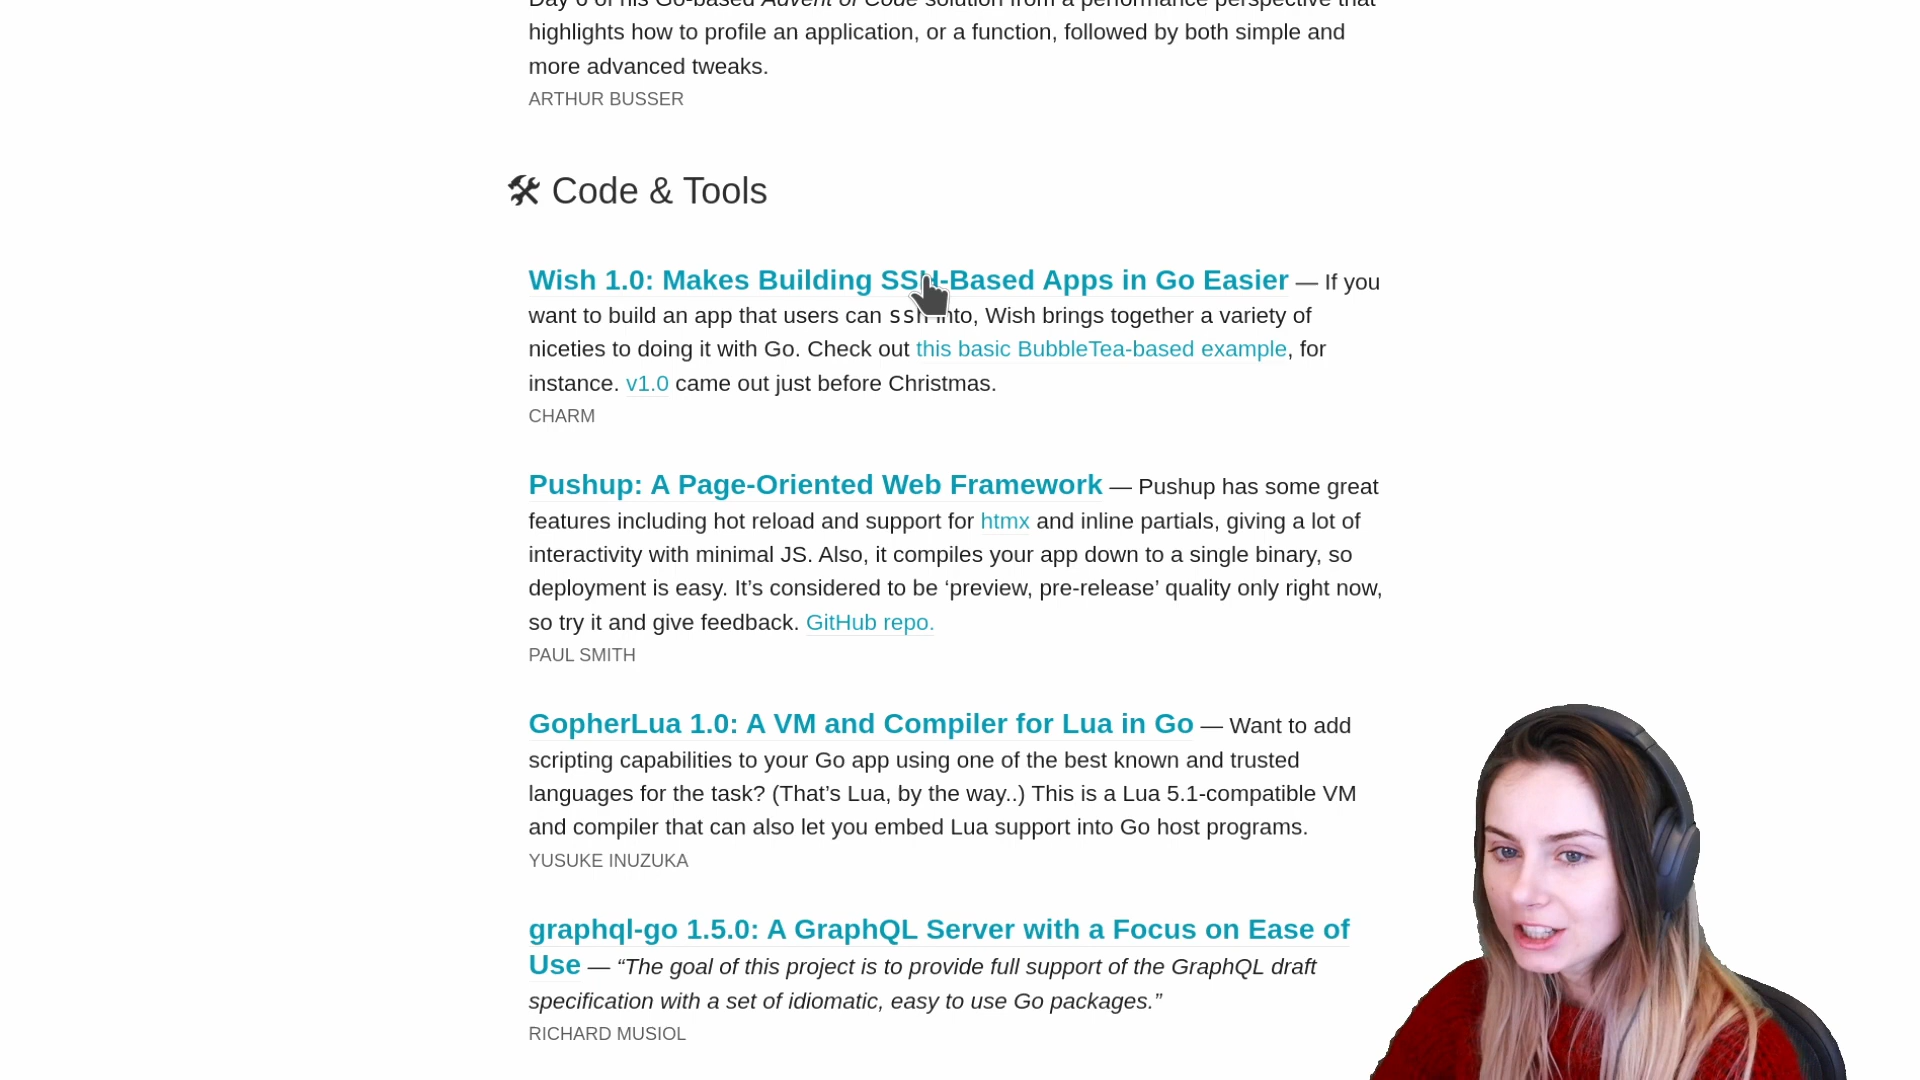 Day 6 of his Go-based Advent of Code solution from a performance perspective that
highlights how to profile an application, or a function, followed by both simple and
more advanced tweaks.
ARTHUR BUSSER
🛠 Code & Tools
Wish 1.0: Makes Building SSH-Based Apps in Go Easier — If you
want to build an app that users can ssh into, Wish brings together a variety of
niceties to doing it with Go. Check out this basic BubbleTea-based example, for
instance. v1.0 came out just before Christmas.
CHARM
Pushup: A Page-Oriented Web Framework — Pushup has some great
features including hot reload and support for htmx and inline partials, giving a lot of
interactivity with minimal JS. Also, it compiles your app down to a single binary, so
deployment is easy. It’s considered to be ‘preview, pre-release’ quality only right now,
so try it and give feedback. GitHub repo.
PAUL SMITH
GopherLua 1.0: A VM and Compiler for Lua in Go — Want to add
scripting capabilities to your Go app using one of the best known and trusted
languages for the task? (That’s Lua, by the way..) This is a Lua 5.1-compatible VM
and compiler that can also let you embed Lua support into Go host programs.
YUSUKE INUZUKA
graphql-go 1.5.0: A GraphQL Server with a Focus on Ease of
Use — “The goal of this project is to provide full support of the GraphQL draft
specification with a set of idiomatic, easy to use Go packages.”
RICHARD MUSIOL